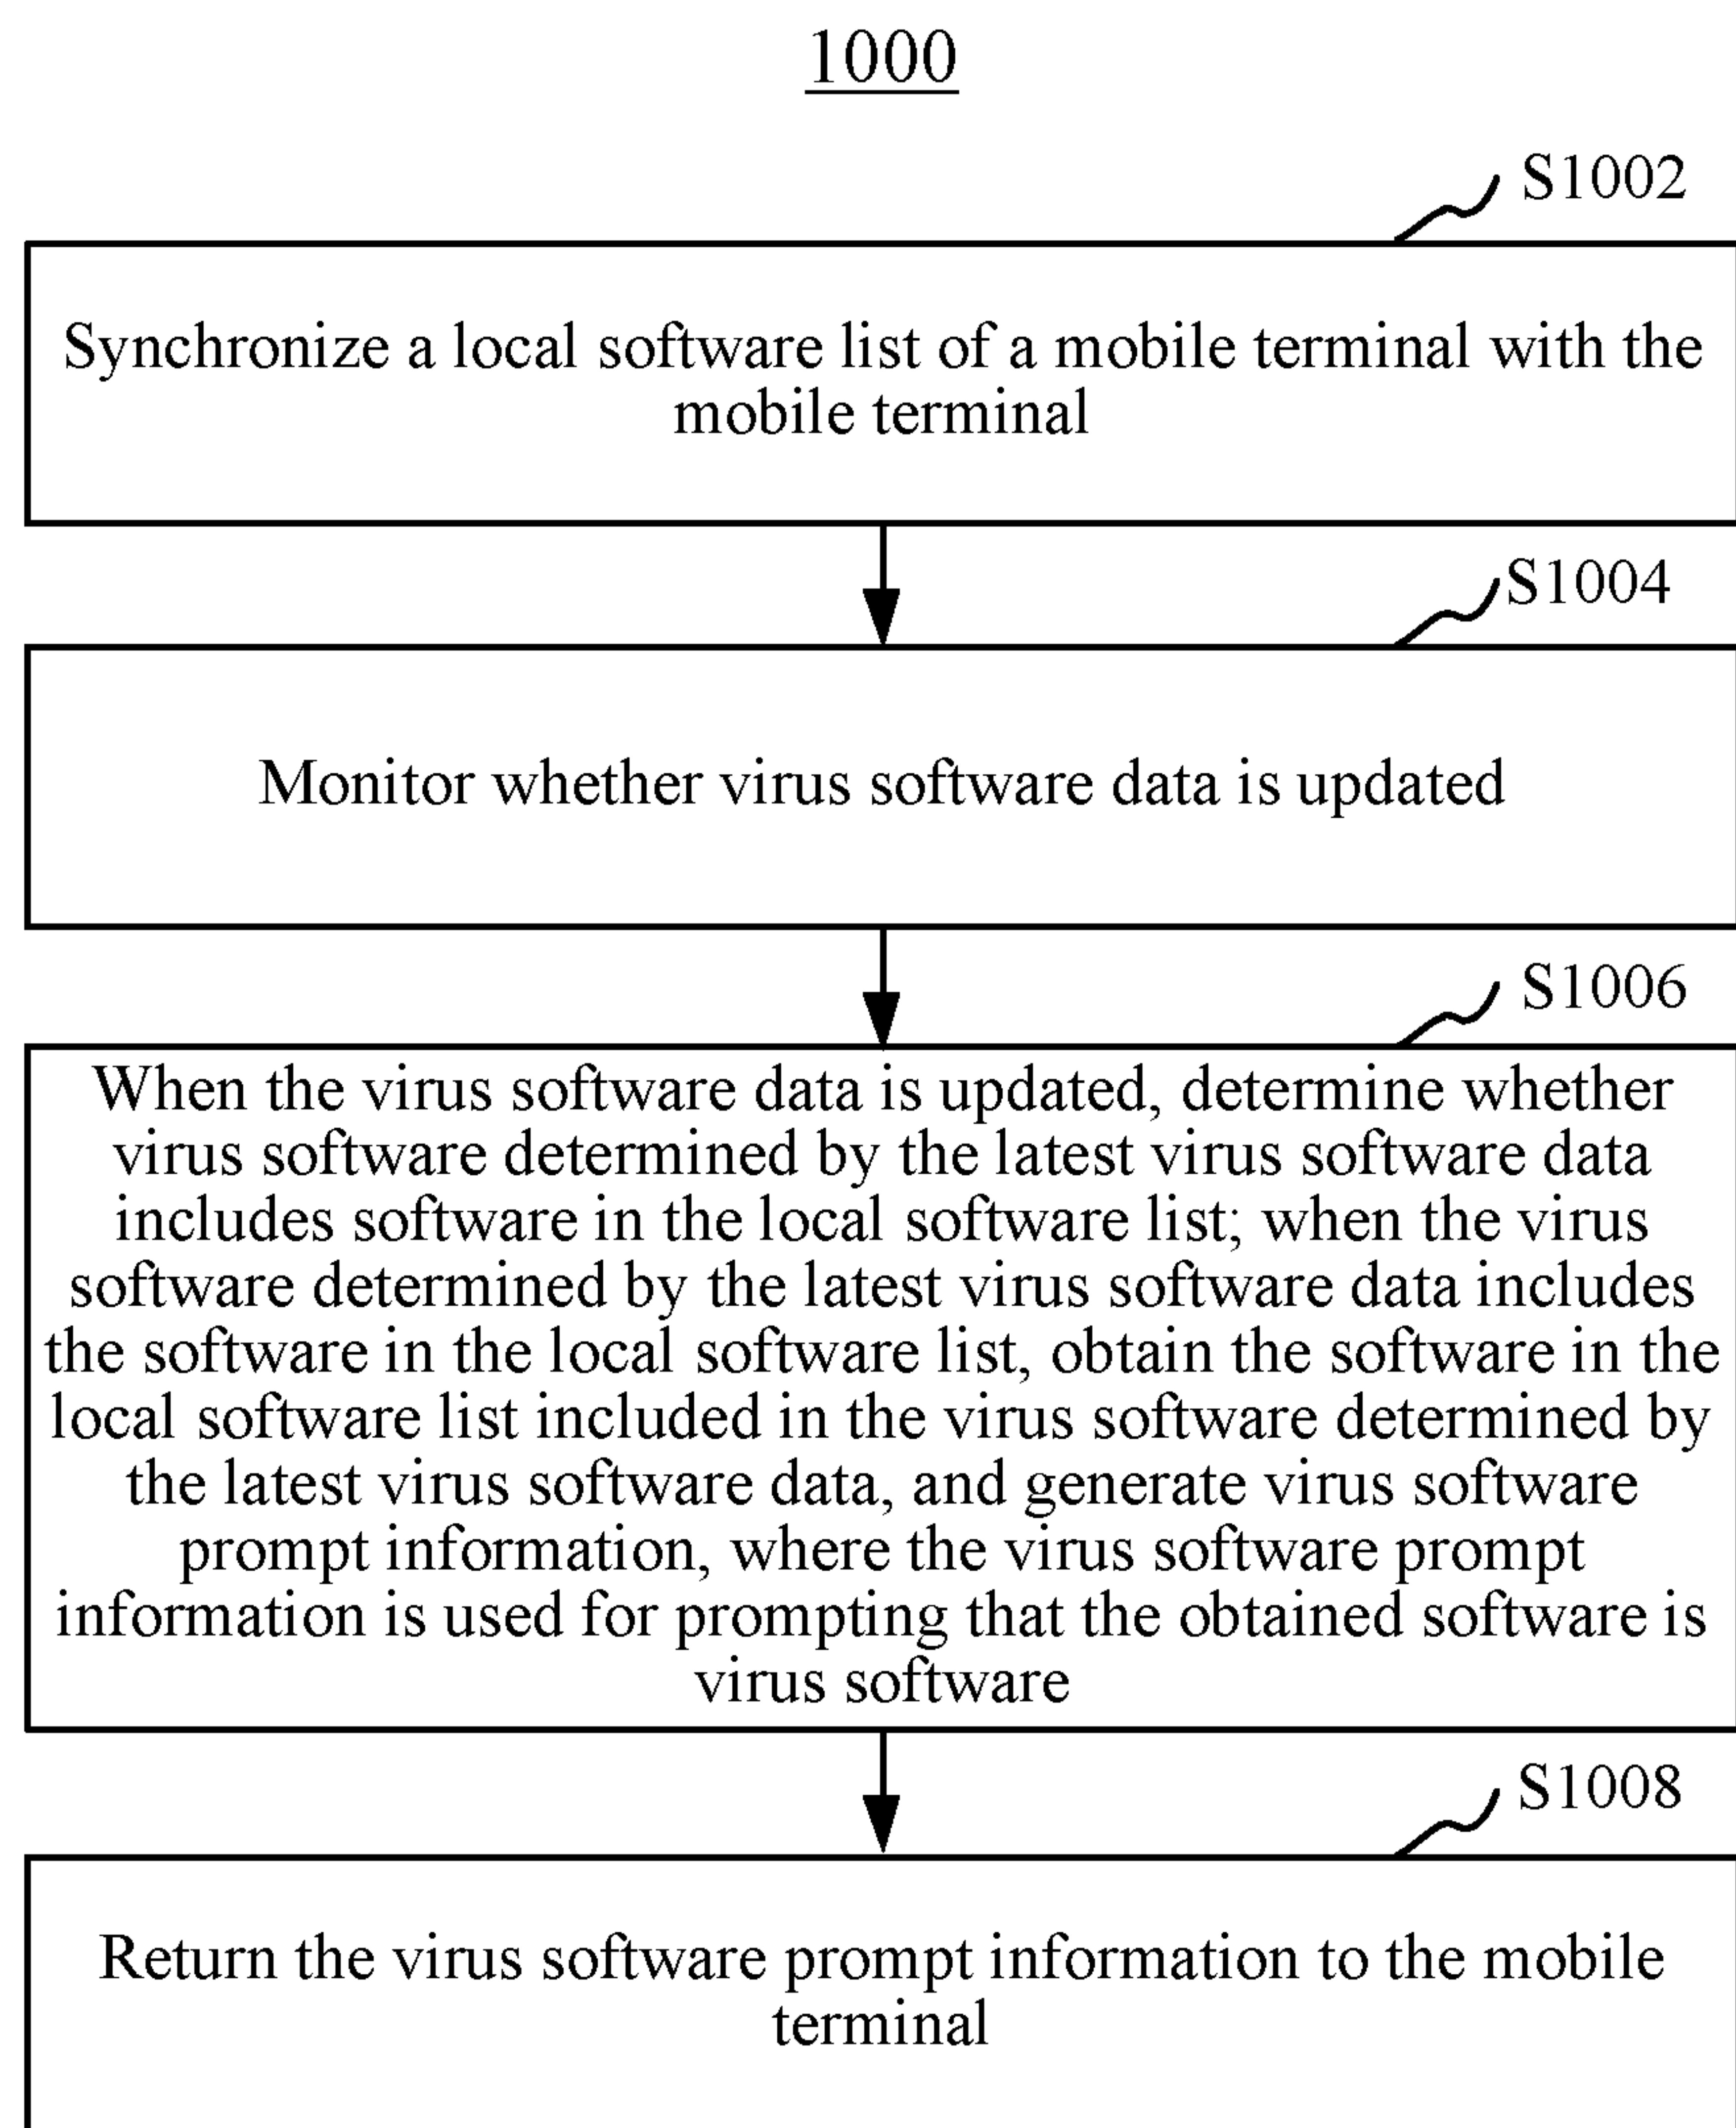 1000
S1002
Synchronize a local software list of a mobile terminal with the
mobile terminal
S1004
Monitor whether virus software data is updated
S1006
When the virus software data is updated, determine whether
virus software determined by the latest virus software data
includes software in the local software list; when the virus
software determined by the latest virus software data includes
the software in the local software list, obtain the software in the
local software list included in the virus software determined by
the latest virus software data, and generate virus software
prompt information, where the virus software prompt
information is used for prompting that the obtained software is
virus software
S1008
Return the virus software prompt information to the mobile
terminal